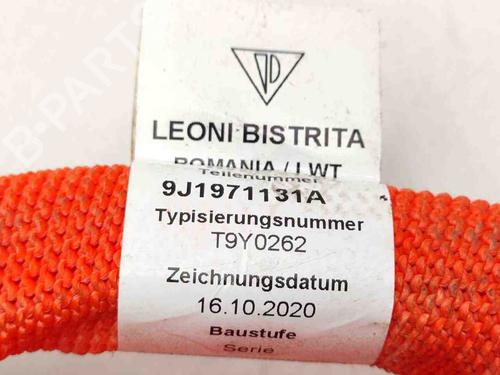 LEONI BISTRITA
ROMANIA / LWT
Teilenummer
9J1971131A
Typisierungsnummer
T9Y0262
Zeichnungsdatum
16.10.2020
Baustufe
Serie
B-PARTS